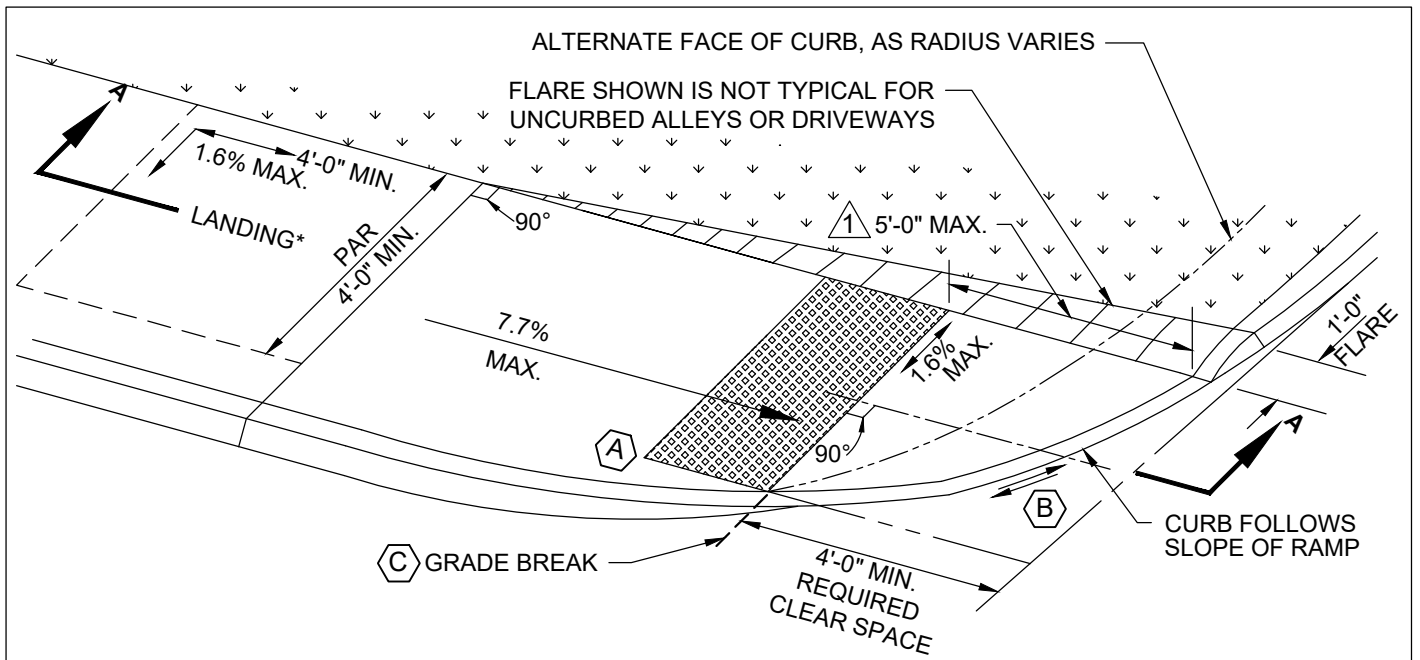 ALTERNATE FACE OF CURB, AS RADIUS VARIES
FLARE SHOWN IS NOT TYPICAL FOR
UNCURBED ALLEYS OR DRIVEWAYS
A
4'-0" MIN.
1.6% MAX.
LANDING*
PAR
4'-0" MIN.
90°
1
5'-0" MAX.
7.7%
MAX.
1.6%
MAX.
1'-0"
FLARE
A
A
90°
B
C
GRADE BREAK
4'-0" MIN.
REQUIRED
CLEAR SPACE
CURB FOLLOWS
SLOPE OF RAMP